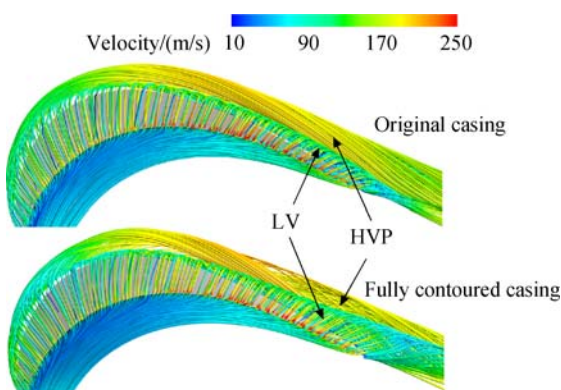 Velocity/(m/s) 10 90 170 250
Original casing
LV
HVP
Fully contoured casing